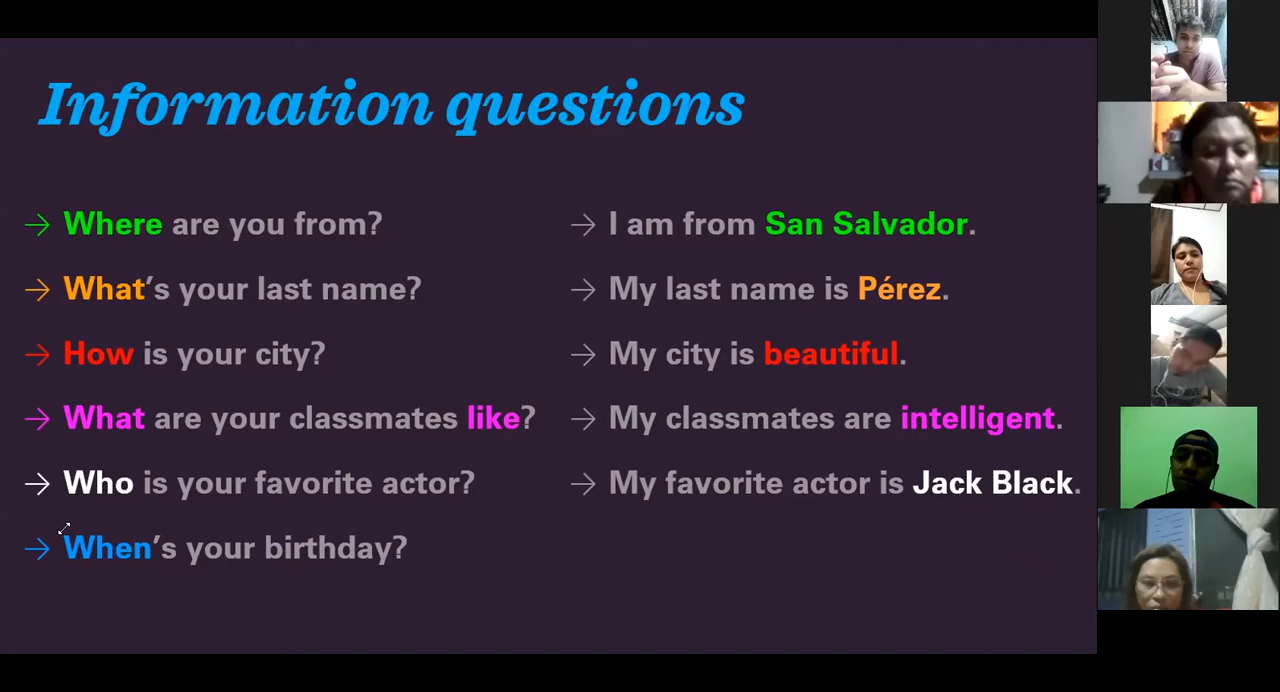 Information questions
→ Where are you from? → I am from San Salvador.
→ What's your last name? → My last name is Pérez.
→ How is your city? → My city is beautiful.
→ What are your classmates like? → My classmates are intelligent.
→ Who is your favorite actor? → My favorite actor is Jack Black.
→ When's your birthday?